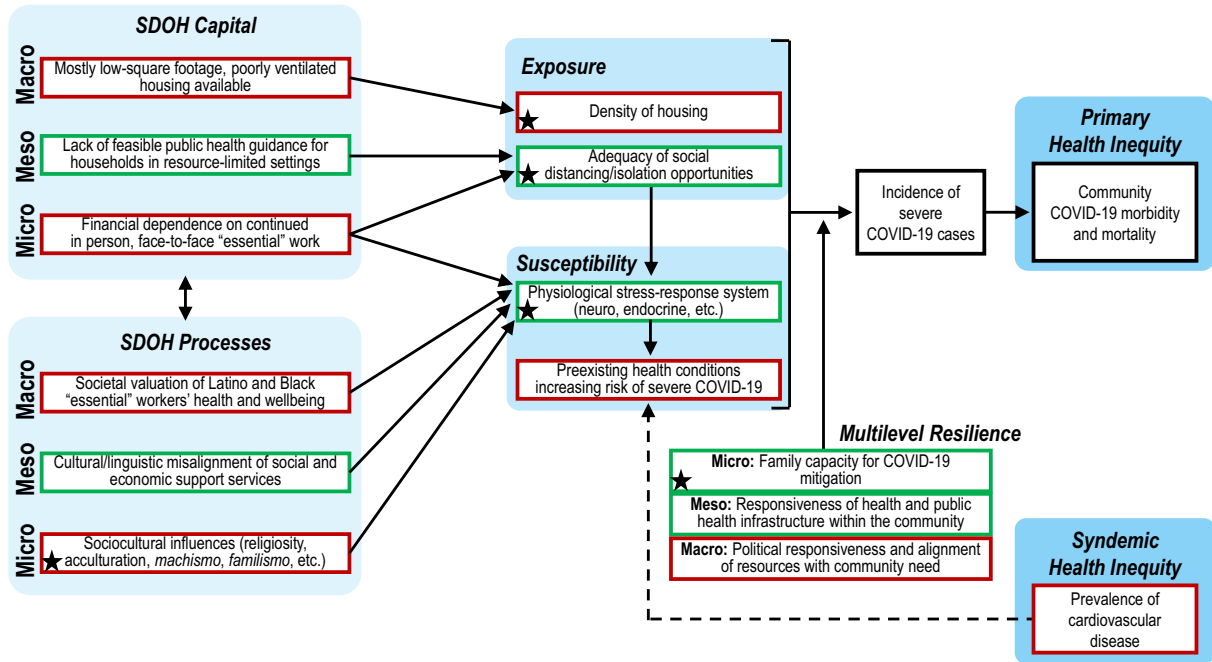 SDOH Capital
Macro
Mostly low-square footage, poorly ventilated
housing available
Meso
Lack of feasible public health guidance for
households in resource-limited settings
Micro
Financial dependence on continued
in person, face-to-face “essential” work
SDOH Processes
Macro
Societal valuation of Latino and Black
“essential” workers’ health and wellbeing
Meso
Cultural/linguistic misalignment of social and
economic support services
Micro
Sociocultural influences (religiosity,
acculturation, machismo, familismo, etc.)
Exposure
Density of housing
Adequacy of social
distancing/isolation opportunities
Susceptibility
Physiological stress-response system
(neuro, endocrine, etc.)
Preexisting health conditions
increasing risk of severe COVID-19
Incidence of
severe
COVID-19 cases
Primary
Health Inequity
Community
COVID-19 morbidity
and mortality
Multilevel Resilience
Micro: Family capacity for COVID-19
mitigation
Meso: Responsiveness of health and public
health infrastructure within the community
Macro: Political responsiveness and alignment
of resources with community need
Syndemic
Health Inequity
Prevalence of
cardiovascular
disease